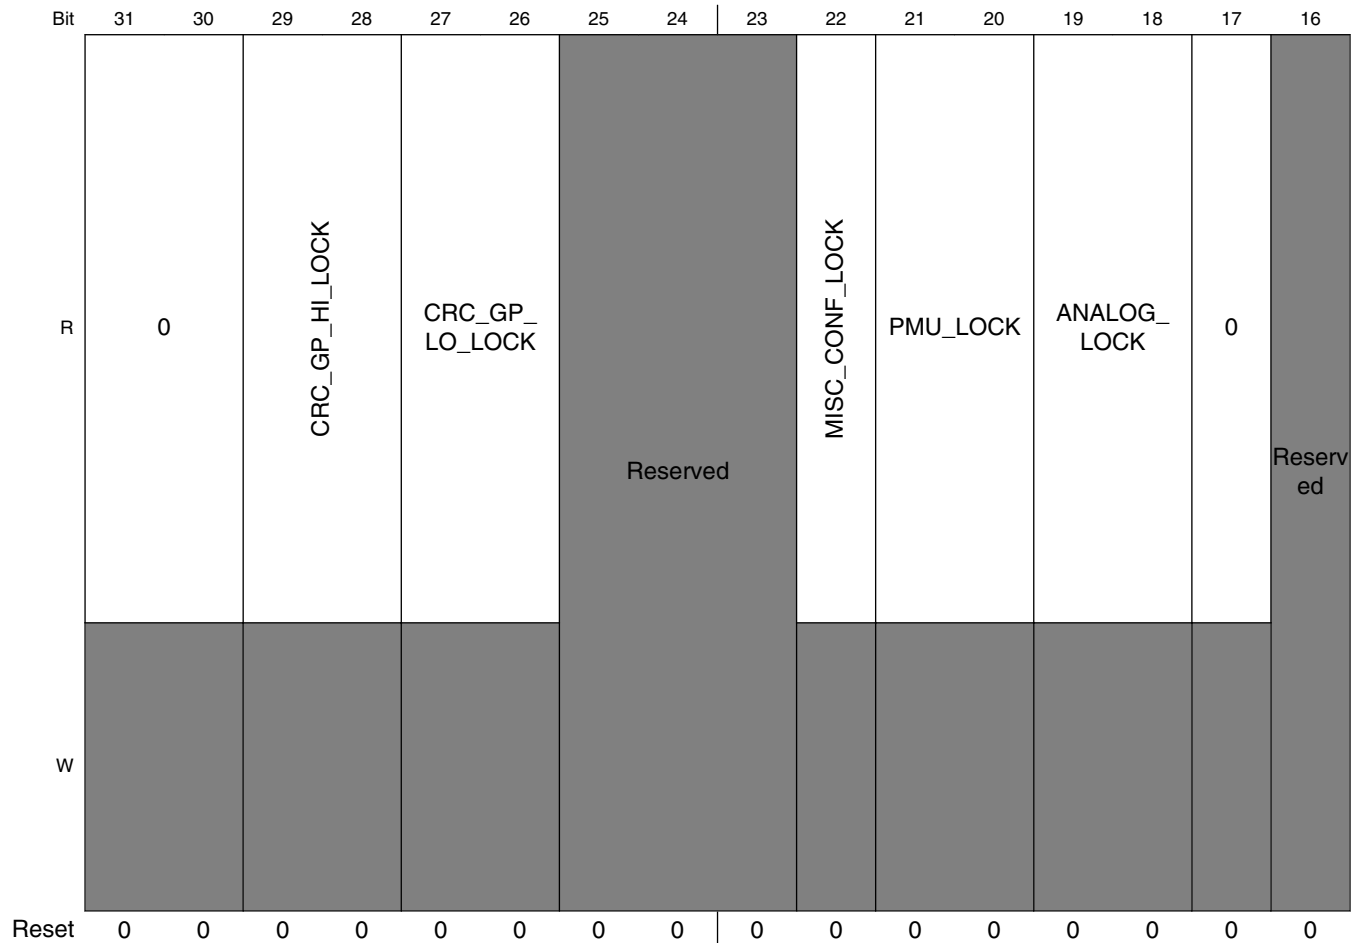 Bit 31 30 29 28 27 26 25 24 23 22 21 20 19 18 17 16
R 0 CRC_GP_HI_LOCK CRC_GP_ MISC_CONF_LOCK PMU_LOCK ANALOG_ 0
LO_LOCK LOCK
Reserved Reserv
ed
W
Reset 0 0 0 0 0 0 0 0 0 0 0 0 0 0 0 0